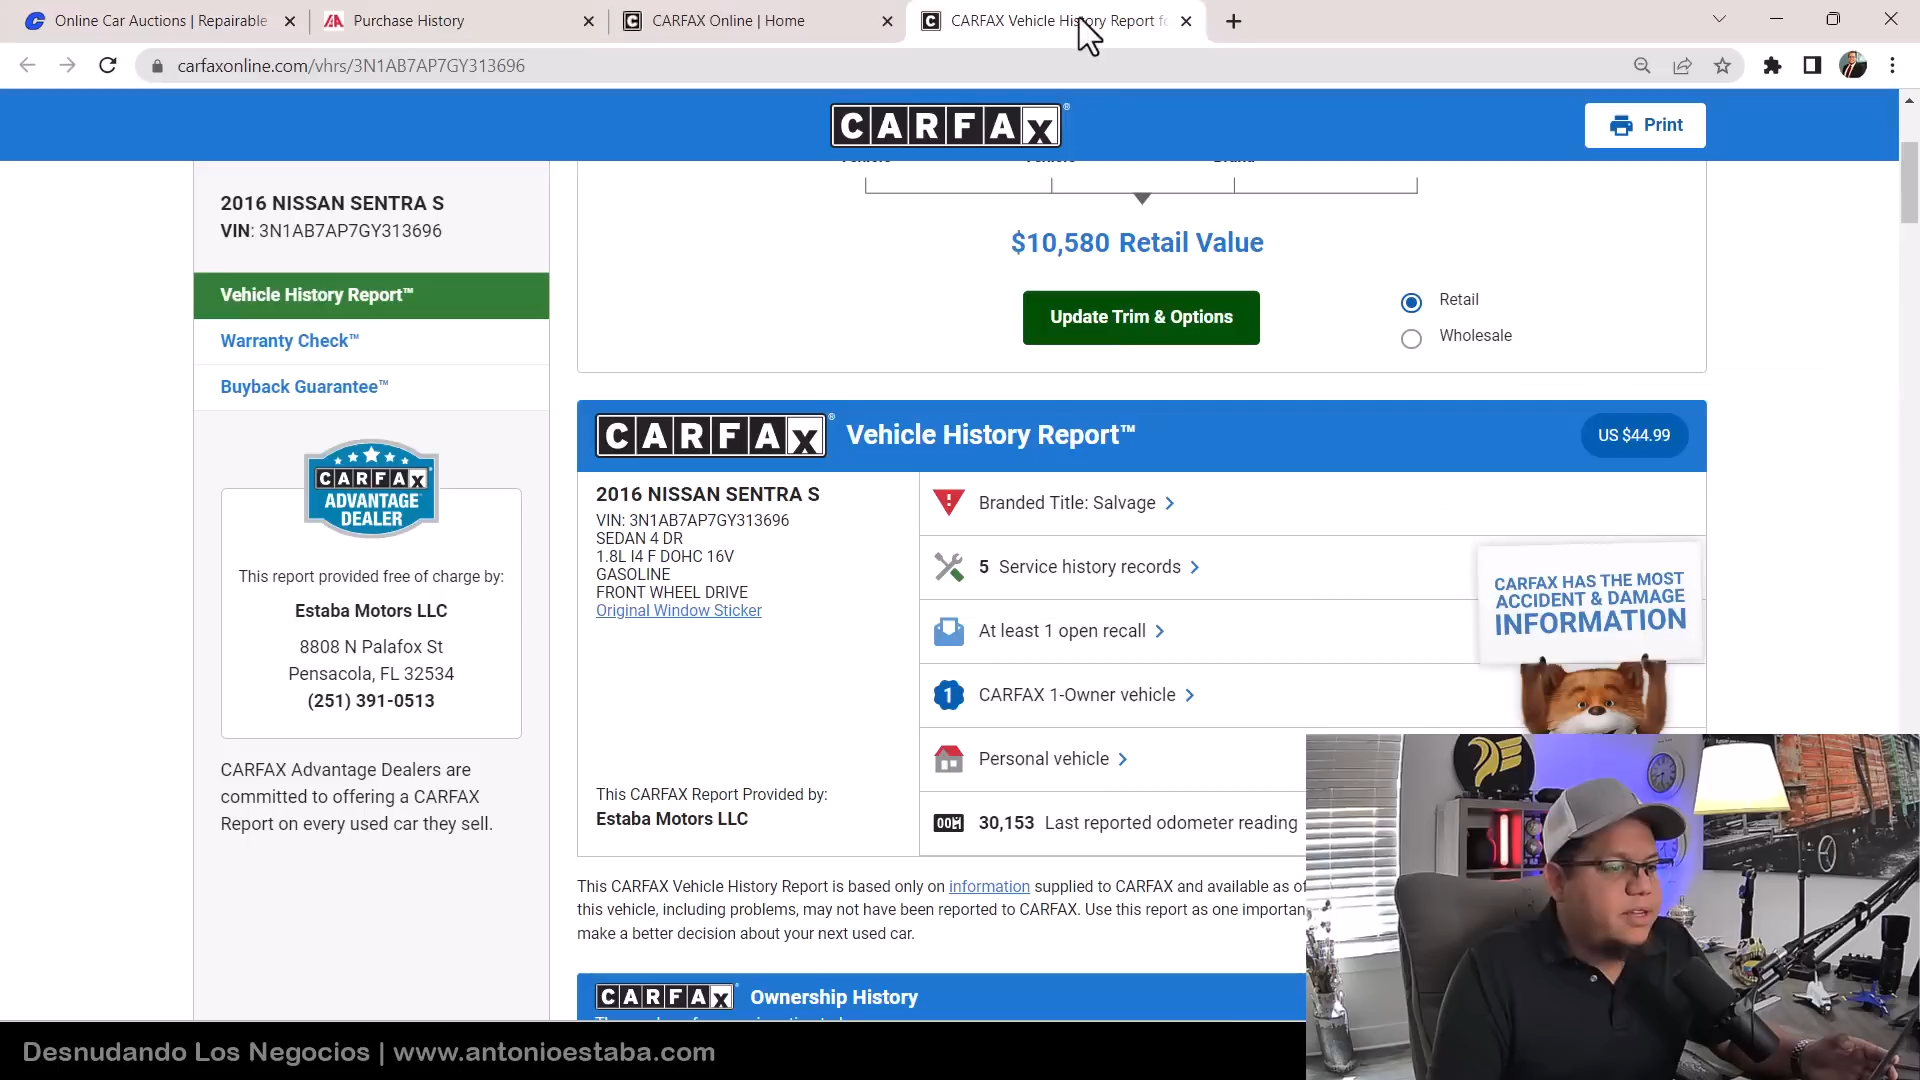 Online Car Auctions | Repairable
Purchase History
CARFAX Online | Home
CARFAX Vehicle History Report fo
carfaxonline.com/vhrs/3N1AB7AP7GY313696
CARFAX
Print
2016 NISSAN SENTRA S
VIN: 3N1AB7AP7GY313696
Vehicle History Report™
Warranty Check™
Buyback Guarantee™
CARFAX
ADVANTAGE
DEALER
This report provided free of charge by:
Estaba Motors LLC
8808 N Palafox St
Pensacola, FL 32534
(251) 391-0513
CARFAX Advantage Dealers are
committed to offering a CARFAX
Report on every used car they sell.
$10,580 Retail Value
Update Trim & Options
Retail
Wholesale
CARFAX Vehicle History Report™
US $44.99
2016 NISSAN SENTRA S
VIN: 3N1AB7AP7GY313696
SEDAN 4 DR
1.8L I4 F DOHC 16V
GASOLINE
FRONT WHEEL DRIVE
Original Window Sticker
This CARFAX Report Provided by:
Estaba Motors LLC
Branded Title: Salvage
5 Service history records
At least 1 open recall
1 CARFAX 1-Owner vehicle
Personal vehicle
30,153 Last reported odometer reading
CARFAX HAS THE MOST
ACCIDENT & DAMAGE
INFORMATION
This CARFAX Vehicle History Report is based only on information supplied to CARFAX and available as of
this vehicle, including problems, may not have been reported to CARFAX. Use this report as one importan
make a better decision about your next used car.
CARFAX Ownership History
Desnudando Los Negocios | www.antonioestaba.com